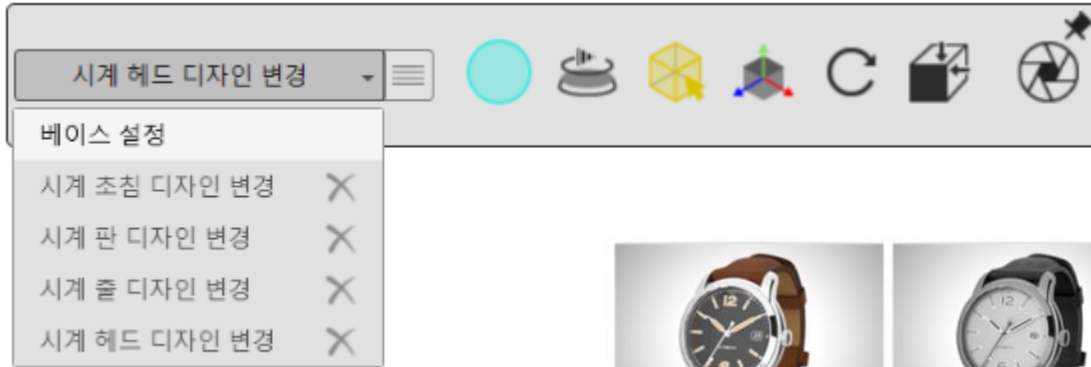 시계 헤드 디자인 변경
베이스 설정
시계 초침 디자인 변경
시계 판 디자인 변경
시계 줄 디자인 변경
시계 헤드 디자인 변경
12
12